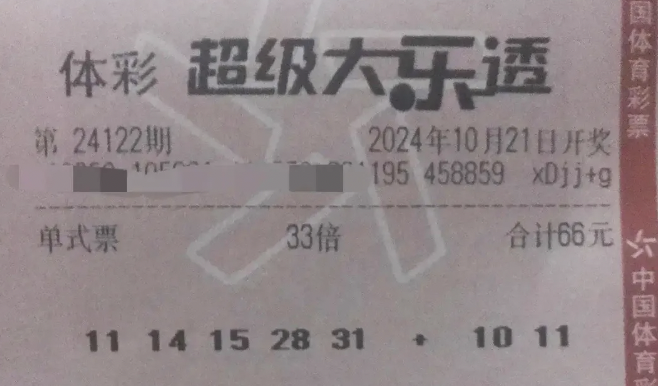 体彩 超级大乐透
第 24122期 2024年10月21日开奖
195 458859 xDjj+g
单式票 33倍 合计66元
11 14 15 28 31 + 10 11
国体育彩票
中国体育